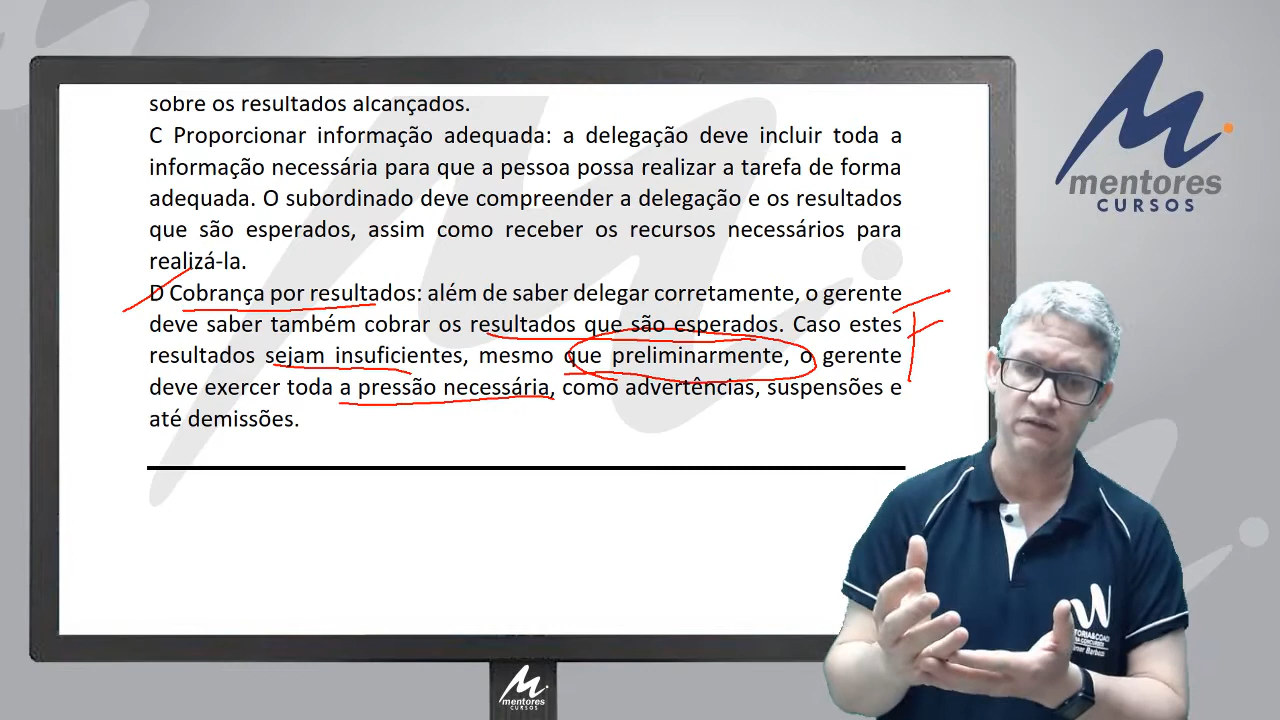 sobre os resultados alcançados.
C Proporcionar informação adequada: a delegação deve incluir toda a
informação necessária para que a pessoa possa realizar a tarefa de forma
adequada. O subordinado deve compreender a delegação e os resultados
que são esperados, assim como receber os recursos necessários para
realizá-la.
D Cobrança por resultados: além de saber delegar corretamente, o gerente
deve saber também cobrar os resultados que são esperados. Caso estes
resultados sejam insuficientes, mesmo que preliminarmente, o gerente
deve exercer toda a pressão necessária, como advertências, suspensões e
até demissões.
F
mentores
CURSOS
mentores
CURSOS